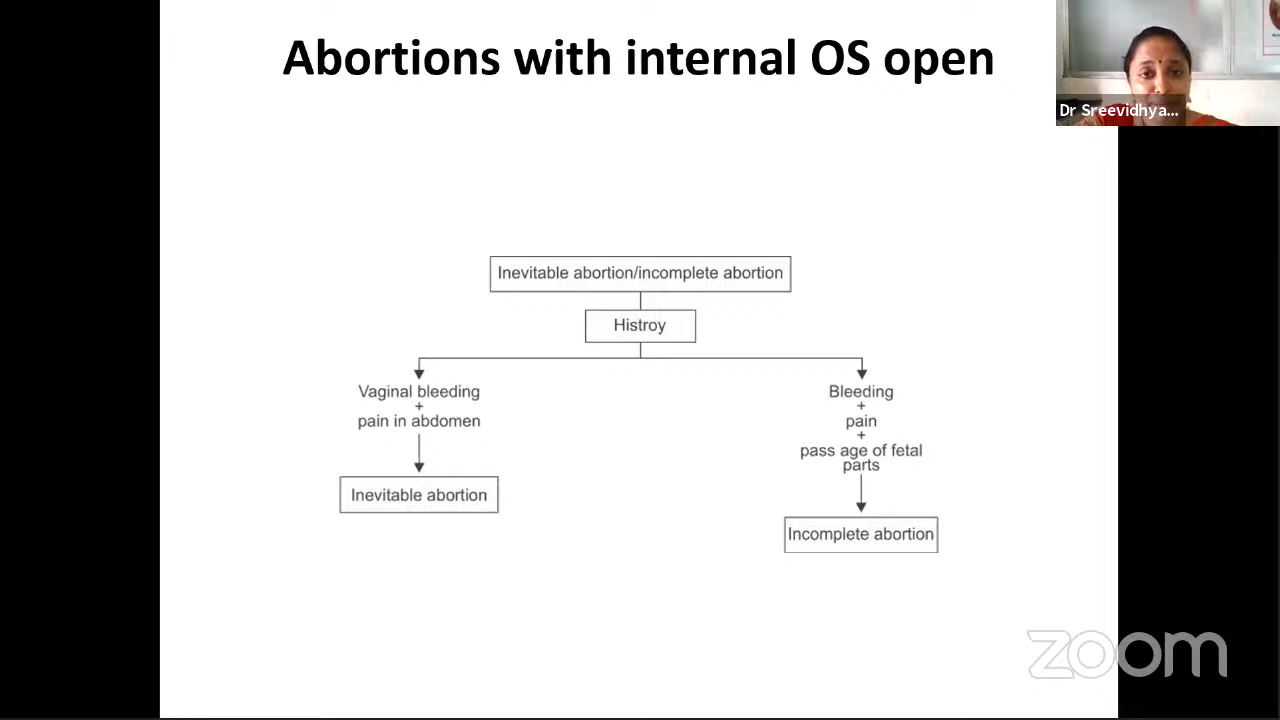 Abortions with internal OS open
Dr Sreevidhya...
Inevitable abortion/incomplete abortion
Histroy
Vaginal bleeding
+
pain in abdomen
Inevitable abortion
Bleeding
+
pain
+
pass age of fetal
parts
Incomplete abortion
zoom